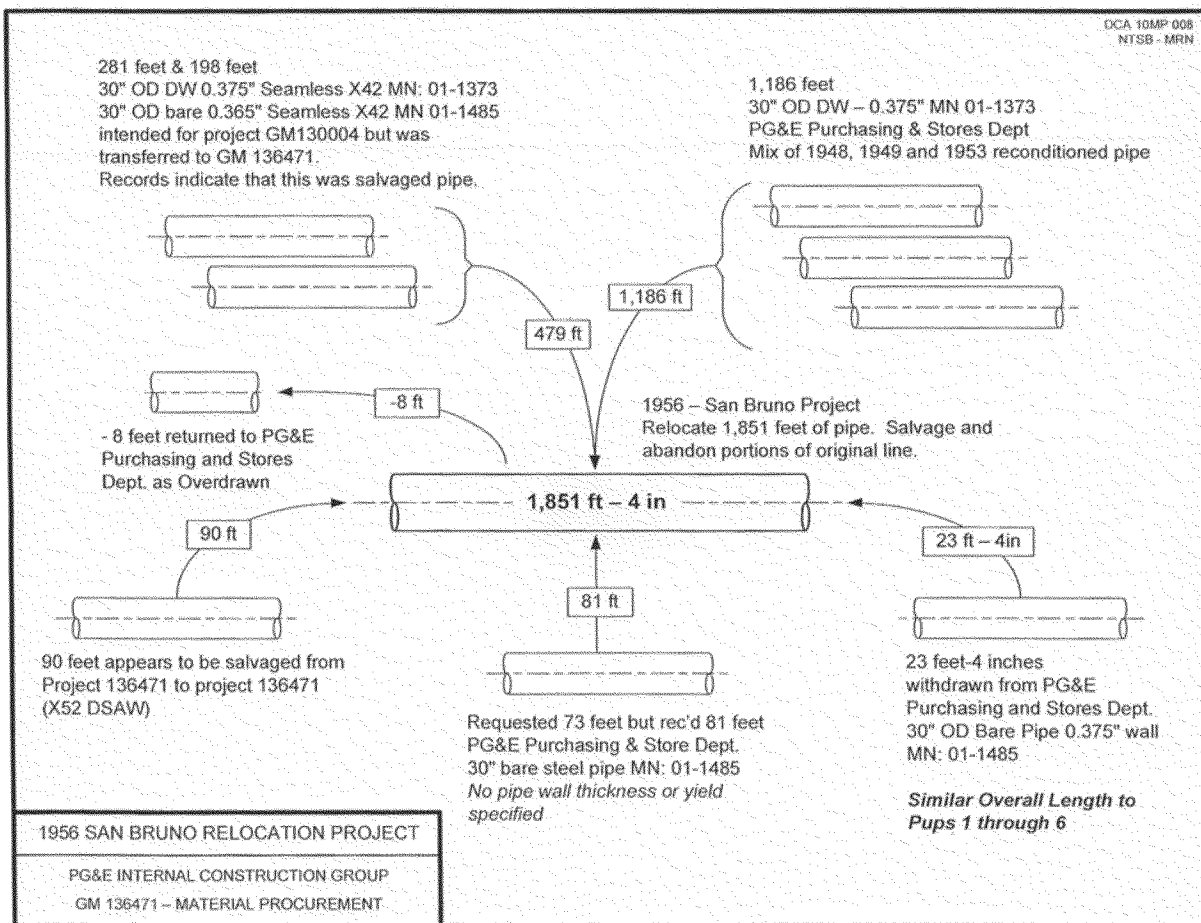 DCA 10MP 008
NTSB - MRN
281 feet & 198 feet
30" OD DW 0.375" Seamless X42 MN: 01-1373
30" OD bare 0.365" Seamless X42 MN 01-1485
intended for project GM130004 but was
transferred to GM 136471.
Records indicate that this was salvaged pipe.
1,186 feet
30" OD DW – 0.375" MN 01-1373
PG&E Purchasing & Stores Dept
Mix of 1948, 1949 and 1953 reconditioned pipe
479 ft
1,186 ft
-8 ft
- 8 feet returned to PG&E
Purchasing and Stores
Dept. as Overdrawn
1956 – San Bruno Project
Relocate 1,851 feet of pipe. Salvage and
abandon portions of original line.
1,851 ft – 4 in
90 ft
81 ft
23 ft – 4in
90 feet appears to be salvaged from
Project 136471 to project 136471
(X52 DSAW)
Requested 73 feet but rec'd 81 feet
PG&E Purchasing & Store Dept.
30" bare steel pipe MN: 01-1485
No pipe wall thickness or yield
specified
23 feet-4 inches
withdrawn from PG&E
Purchasing and Stores Dept.
30" OD Bare Pipe 0.375" wall
MN: 01-1485
Similar Overall Length to
Pups 1 through 6
1956 SAN BRUNO RELOCATION PROJECT
PG&E INTERNAL CONSTRUCTION GROUP
GM 136471 – MATERIAL PROCUREMENT